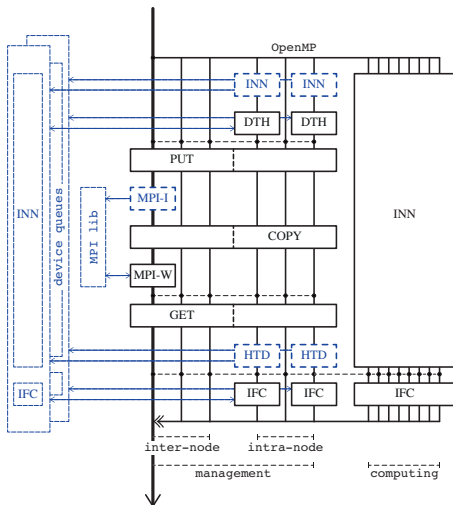 OpenMP
INN INN
DTH DTH
PUT
MPI-I
INN
device queues
MPI lib
COPY
INN
MPI-W
GET
HTD HTD
IFC IFC IFC IFC
inter-node intra-node
management computing